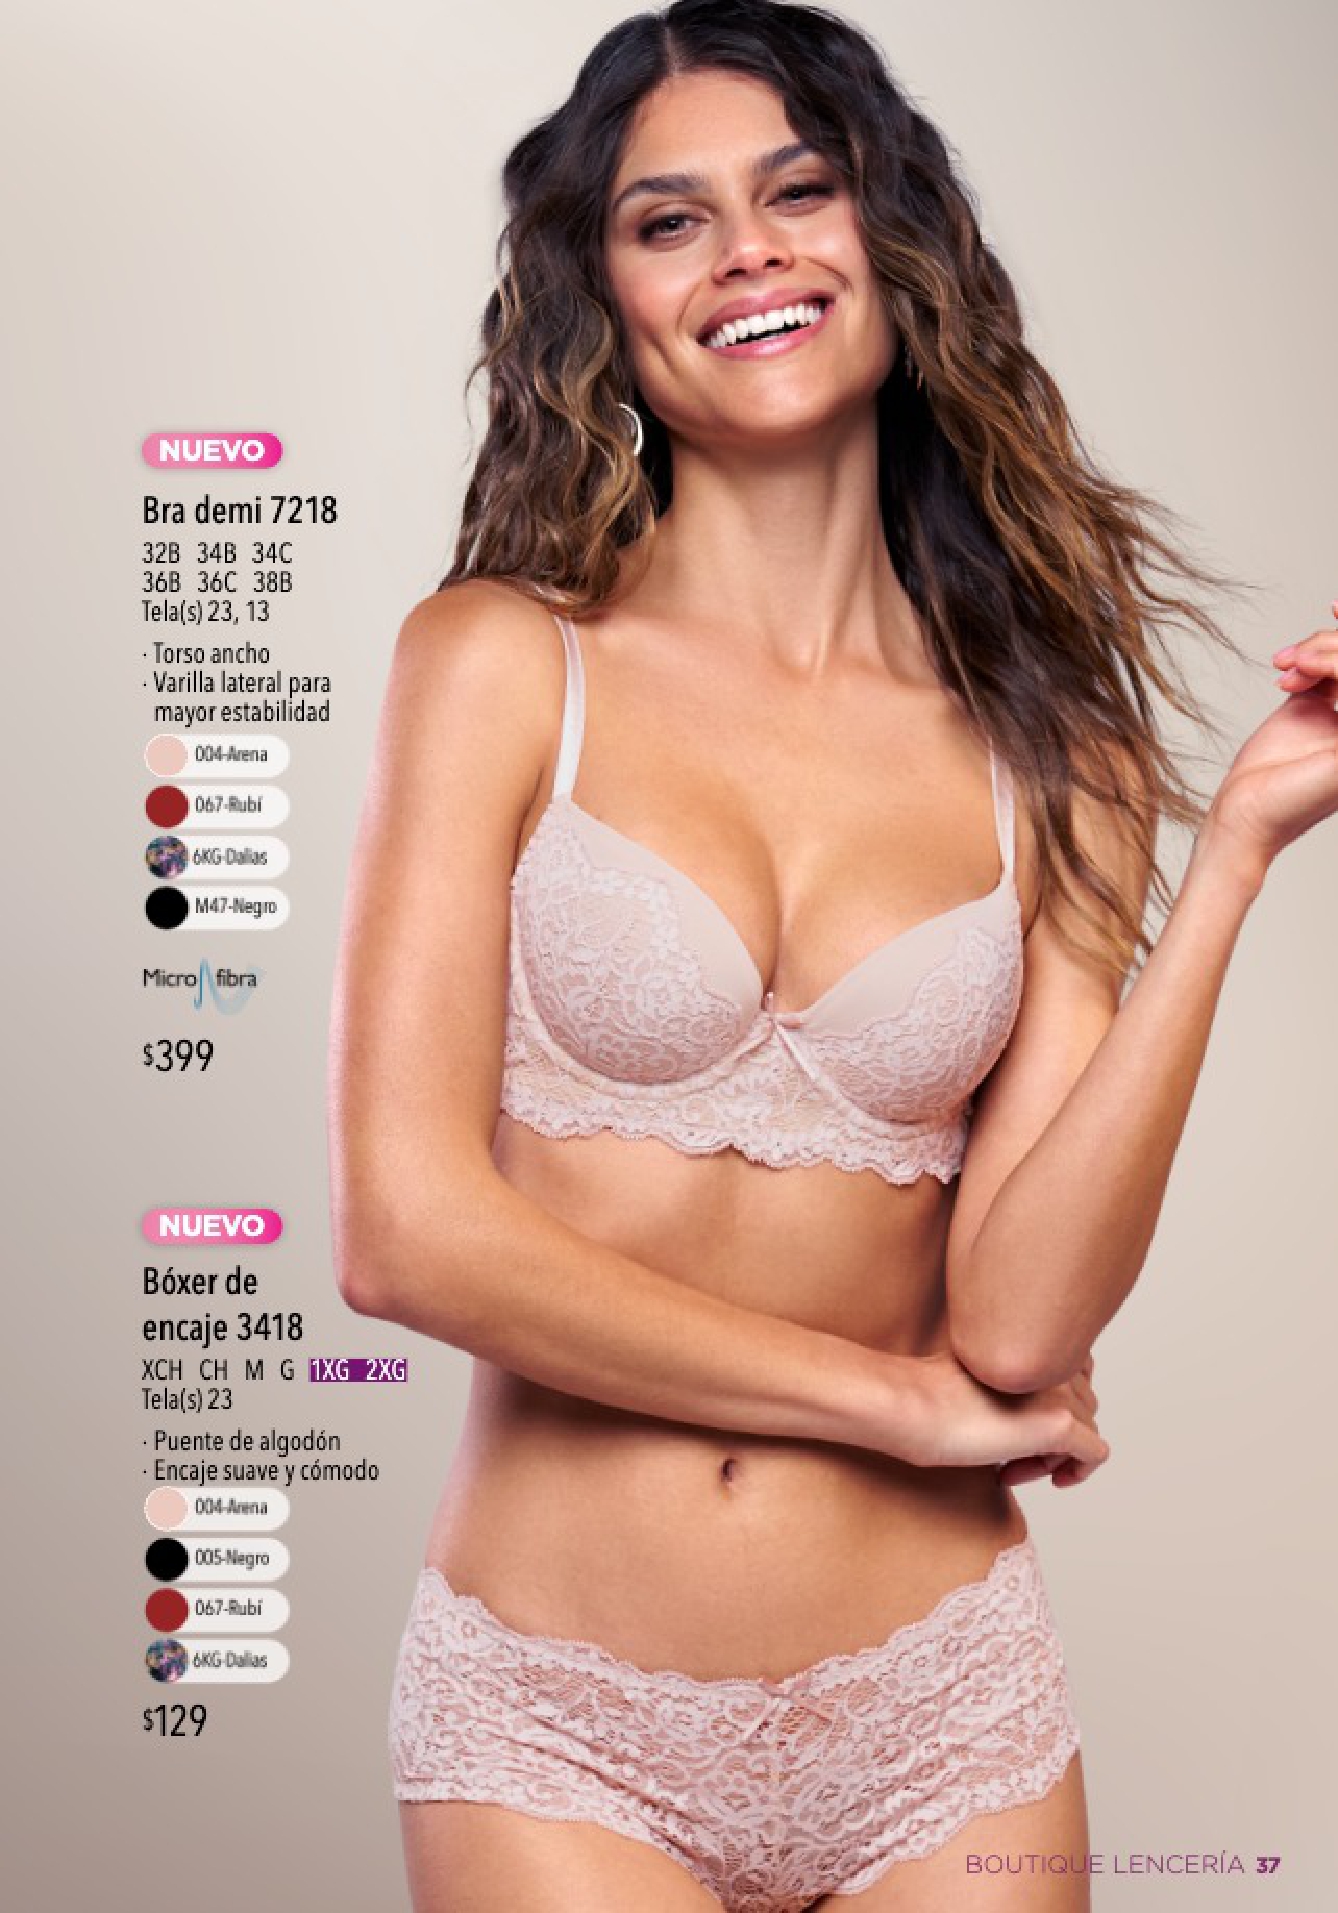 NUEVO
Bra demi 7218
32B 34B 34C
36B 36C 38B
Tela(s) 23, 13
· Torso ancho
· Varilla lateral para
mayor estabilidad
004-Arena
067-Rubí
6KG-Dalias
M47-Negro
Micro fibra
$399
NUEVO
Bóxer de
encaje 3418
XCH CH M G 1XG 2XG
Tela(s) 23
· Puente de algodón
· Encaje suave y cómodo
004-Arena
005-Negro
067-Rubí
6KG-Dalias
$129
BOUTIQUE LENCERÍA 37